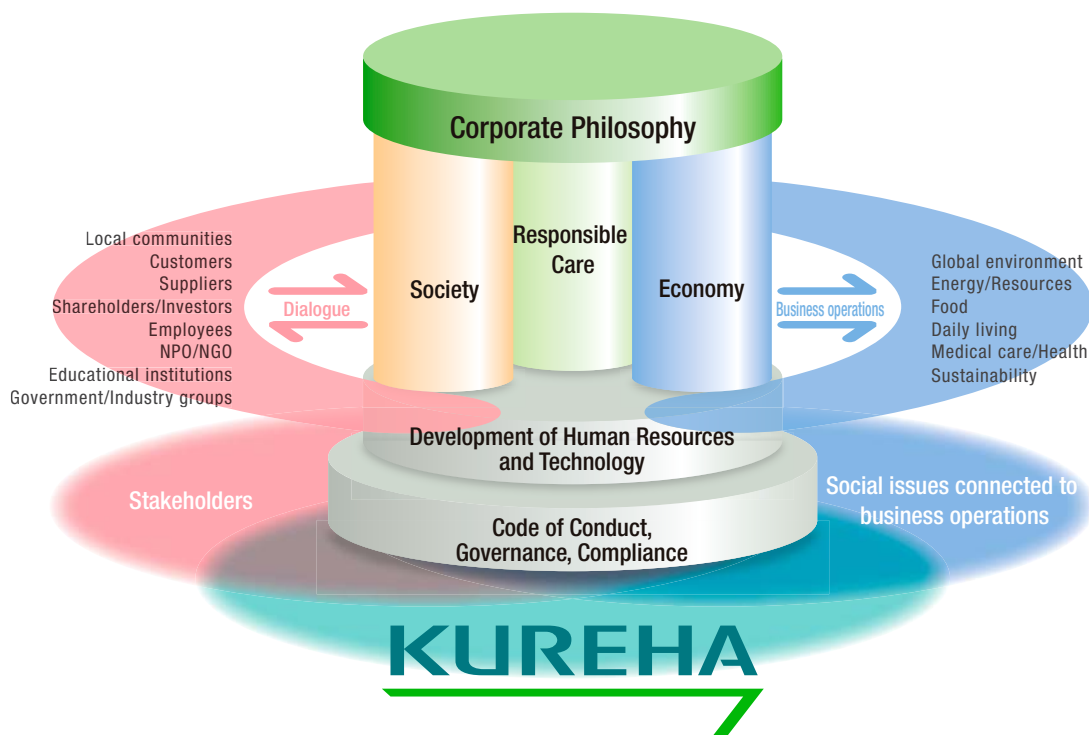 Corporate Philosophy
Responsible
Care
Society
Economy
Local communities
Customers
Suppliers
Shareholders/Investors
Employees
NPO/NGO
Educational institutions
Government/Industry groups
Dialogue
Business operations
Global environment
Energy/Resources
Food
Daily living
Medical care/Health
Sustainability
Development of Human Resources
and Technology
Stakeholders
Social issues connected to
business operations
Code of Conduct,
Governance, Compliance
KUREHA